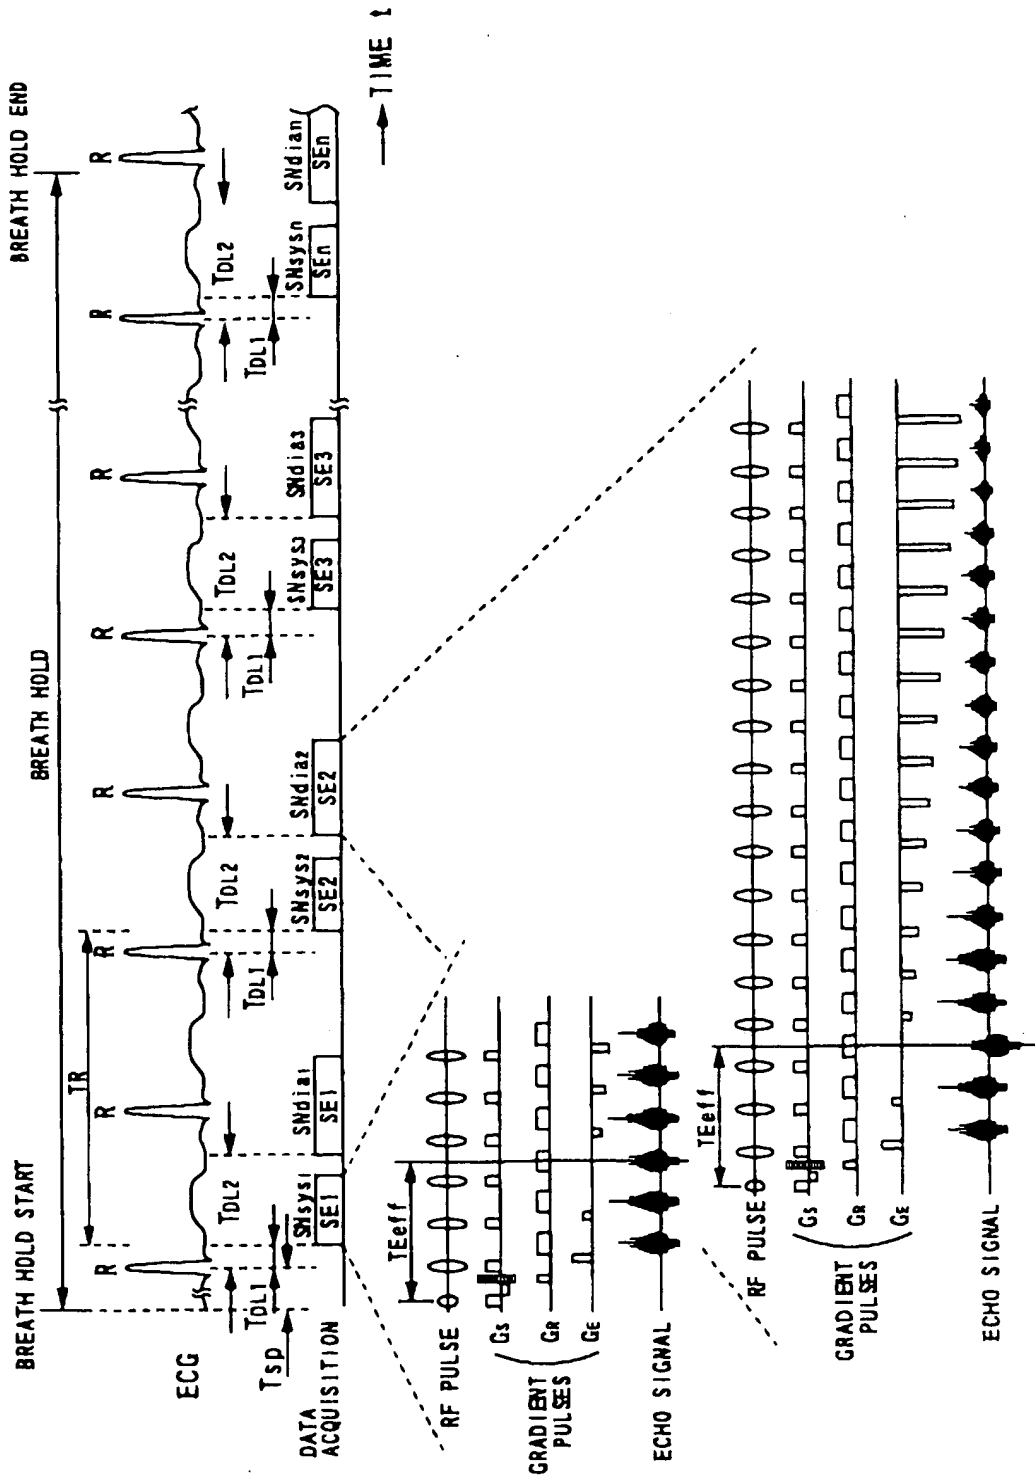 BREATH HOLD START
BREATH HOLD
BREATH HOLD END
TR
R R R R R R R R
ECG
TDL1 TDL2 TDL1 TDL2 TDL1 TDL2 TDL1 TDL2
Tsp
SNsys1 SNdia1 SNsys2 SNdia2 SNsys3 SNdia3 SNsysn SNdian
DATA ACQUISITION
SE1 SE1 SE2 SE2 SE3 SE3 SEn SEn
TIME t
TEeff
RF PULSE
GS
GRADIENT PULSES
GR
GE
ECHO SIGNAL
TEeff
RF PULSE
GS
GRADIENT PULSES
GR
GE
ECHO SIGNAL